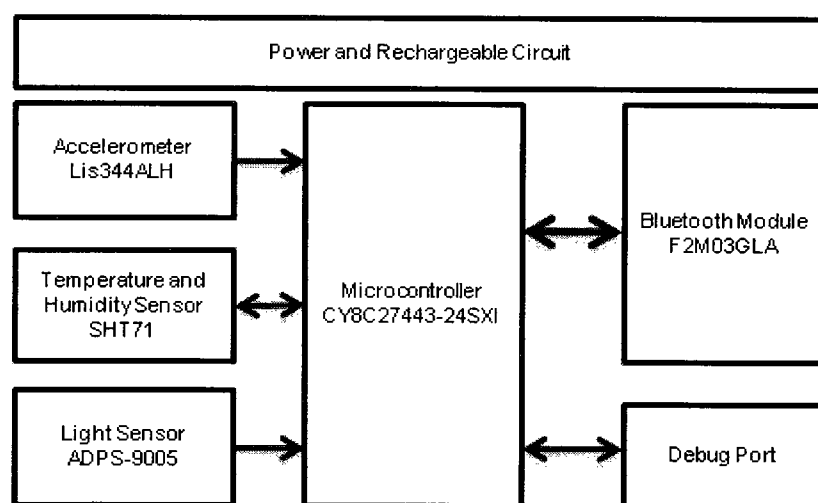 Power and Rechargeable Circuit
Accelerometer
Lis344ALH
Temperature and
Humidity Sensor
SHT71
Light Sensor
ADPS-9005
Microcontroller
CY8C27443-24SXI
Bluetooth Module
F2M03GLA
Debug Port